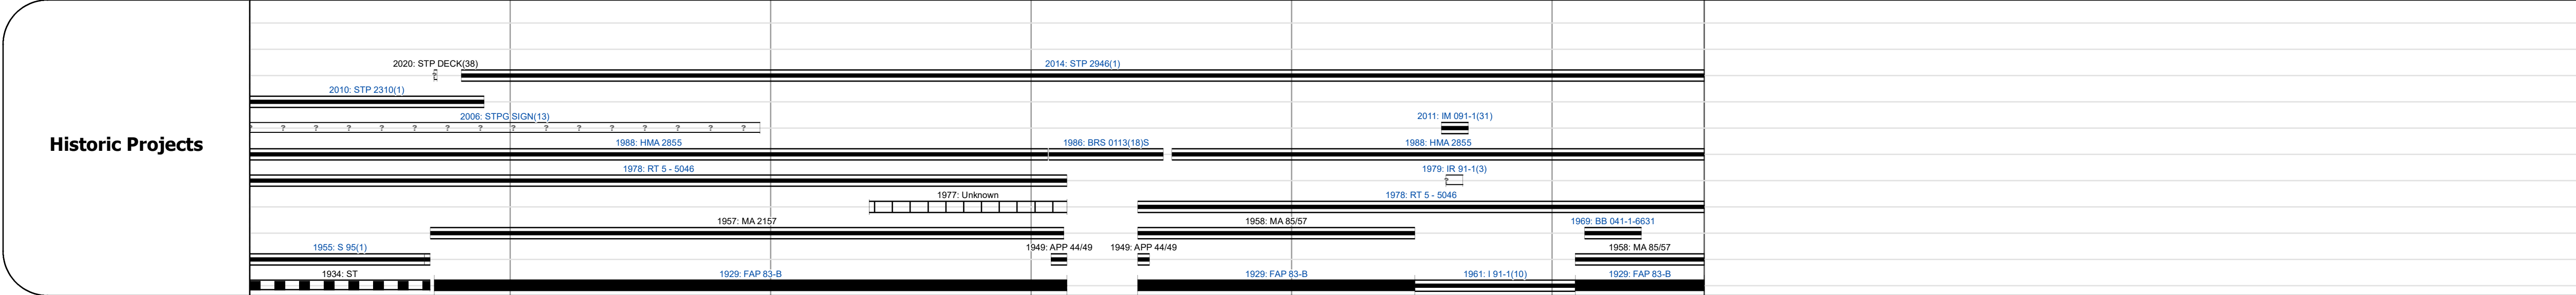 2020: STP DECK(38)
2014: STP 2946(1)
2010: STP 2310(1)
2006: STPG SIGN(13)
2011: IM 091-1(31)
? ? ? ? ? ? ? ? ? ? ? ? ? ? ?
Historic Projects
1988: HMA 2855
1986: BRS 0113(18)S
1988: HMA 2855
1978: RT 5 - 5046
1979: IR 91-1(3)
?
1977: Unknown
1978: RT 5 - 5046
1957: MA 2157
1958: MA 85/57
1969: BB 041-1-6631
1955: S 95(1)
1949: APP 44/49
1949: APP 44/49
1958: MA 85/57
1934: ST
1929: FAP 83-B
1929: FAP 83-B
1961: I 91-1(10)
1929: FAP 83-B